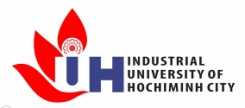 IUH
INDUSTRIAL
UNIVERSITY OF
HOCHIMINH CITY